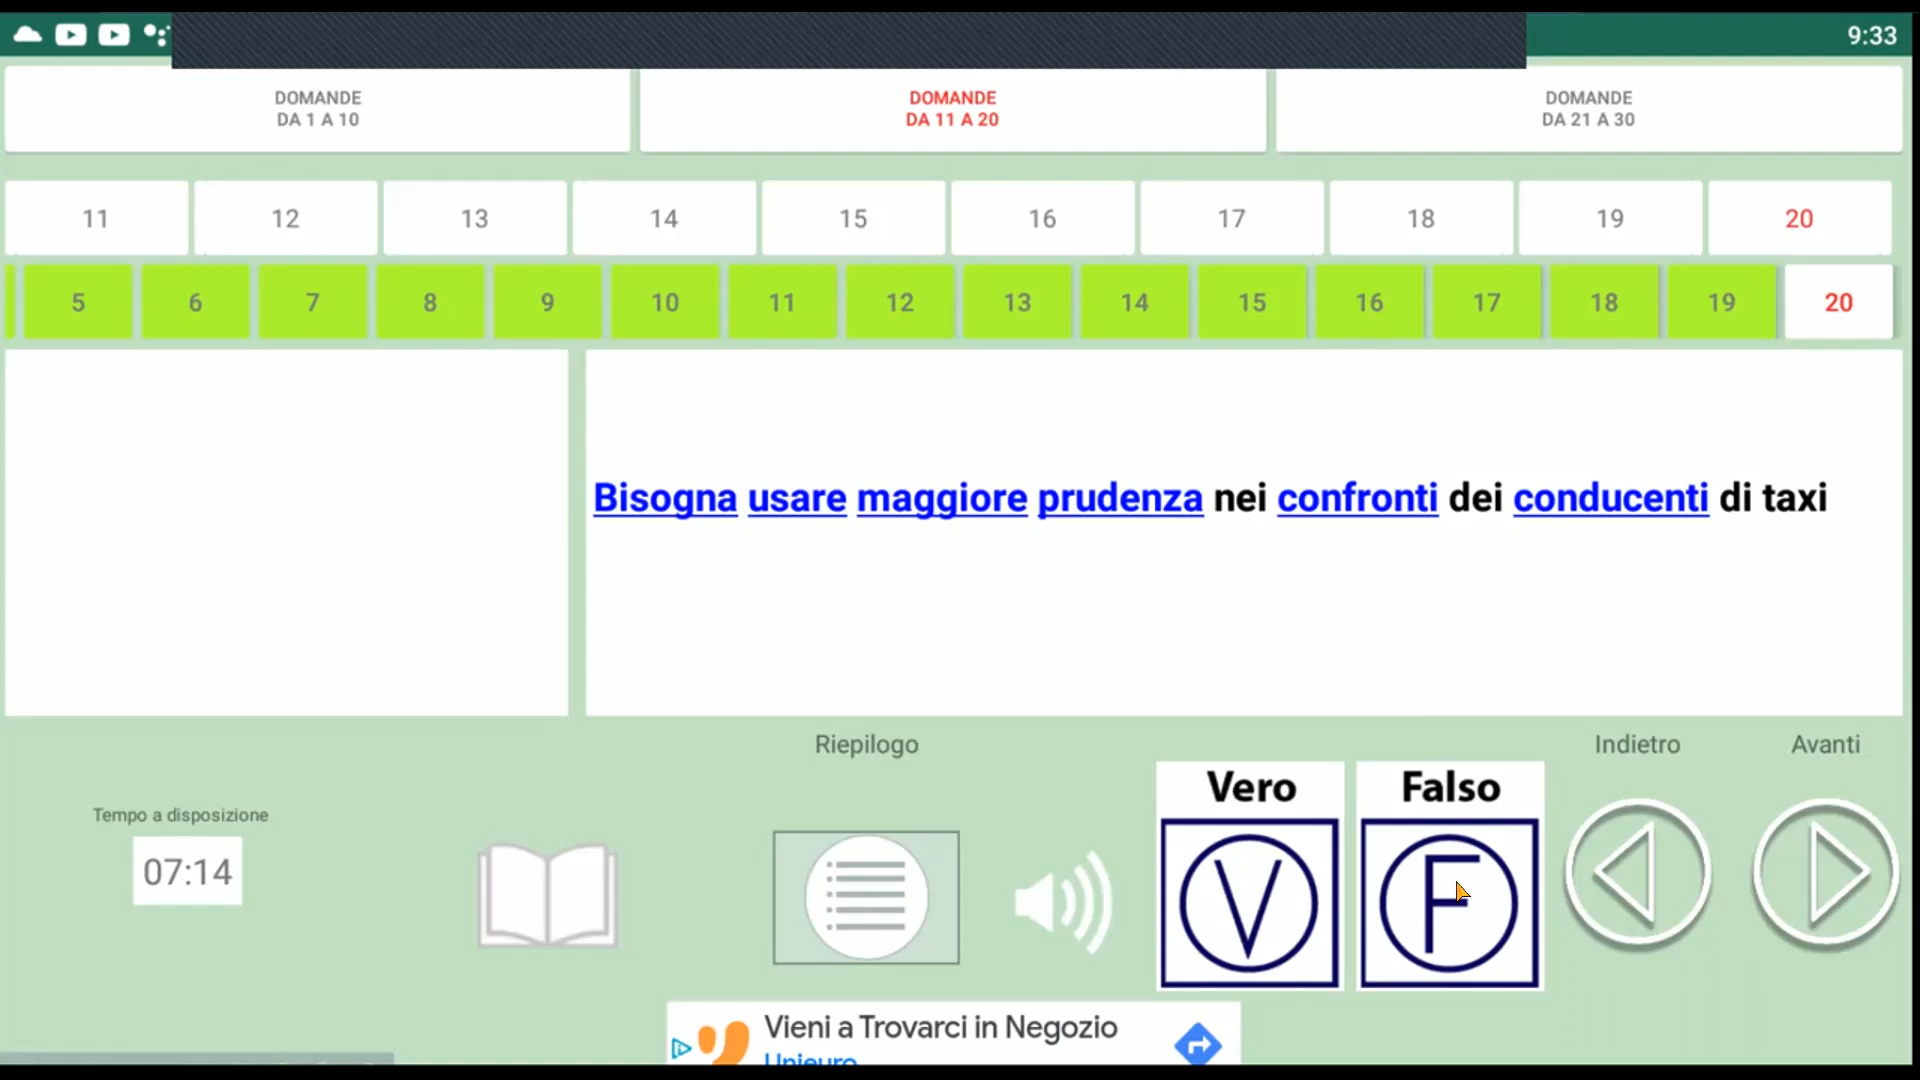 9:33
DOMANDE
DA 1 A 10
DOMANDE
DA 11 A 20
DOMANDE
DA 21 A 30
11 12 13 14 15 16 17 18 19 20
5 6 7 8 9 10 11 12 13 14 15 16 17 18 19 20
Bisogna usare maggiore prudenza nei confronti dei conducenti di taxi
Riepilogo
Indietro
Avanti
Vero
Falso
Tempo a disposizione
07:14
V
F
Vieni a Trovarci in Negozio
Unieuro